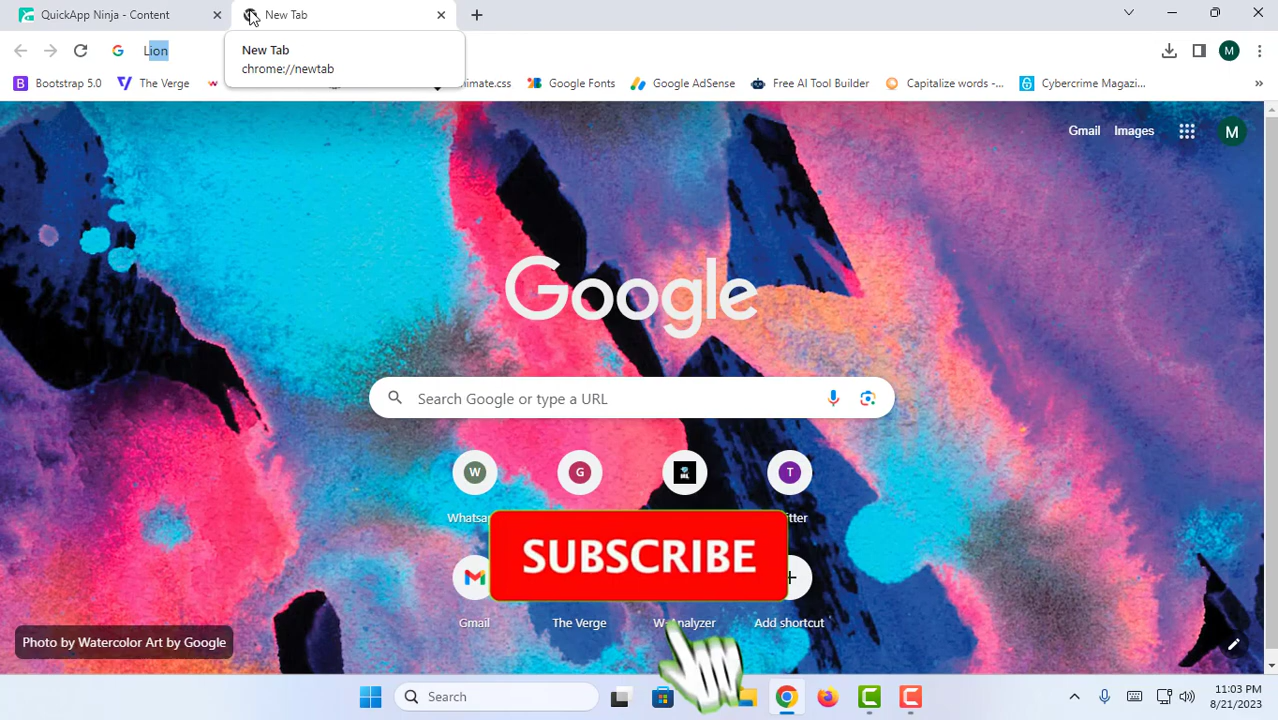 QuickApp Ninja - Content
New Tab
Lion
New Tab
chrome://newtab
Bootstrap 5.0
The Verge
imate.css
Google Fonts
Google AdSense
Free AI Tool Builder
Capitalize words -...
Cybercrime Magazi...
Gmail
Images
M
M
Google
Search Google or type a URL
W
G
T
Whatsa
tter
SUBSCRIBE
Gmail
The Verge
W
Analyzer
Add shortcut
Photo by Watercolor Art by Google
Search
11:03 PM
8/21/2023